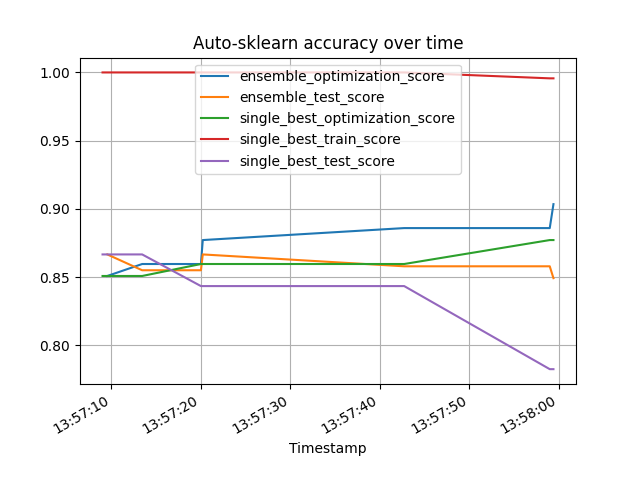 Auto-sklearn accuracy over time
1.00
0.95
0.90
0.85
0.80
ensemble_optimization_score
ensemble_test_score
single_best_optimization_score
single_best_train_score
single_best_test_score
13:57:10
13:57:20
13:57:30
13:57:40
13:57:50
13:58:00
Timestamp